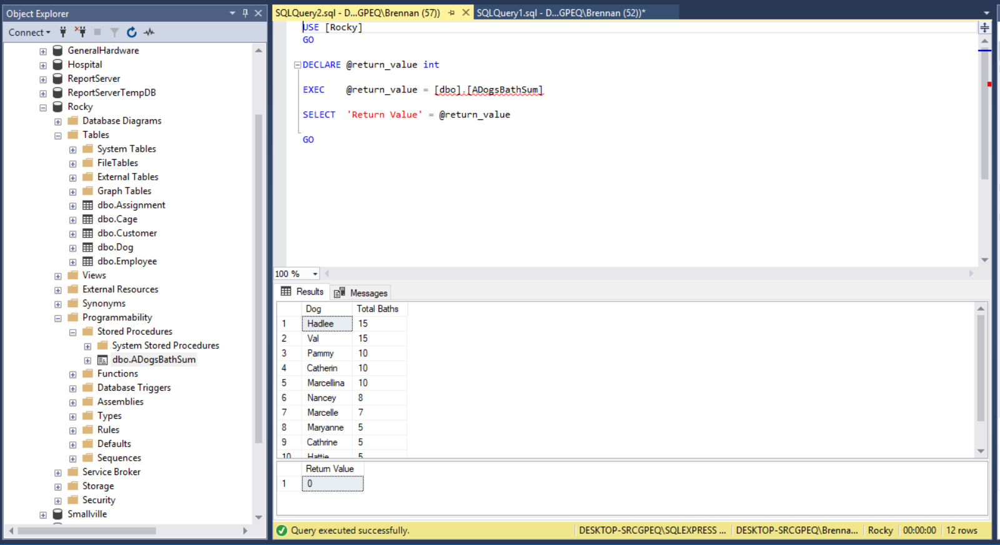 Object Explorer
Connect
GeneralHardware
Hospital
ReportServer
ReportServerTempDB
Rocky
Database Diagrams
Tables
System Tables
FileTables
External Tables
Graph Tables
dbo.Assignment
dbo.Cage
dbo.Customer
dbo.Dog
dbo.Employee
Views
External Resources
Synonyms
Programmability
Stored Procedures
System Stored Procedures
dbo.ADogsBathSum
Functions
Database Triggers
Assemblies
Types
Rules
Defaults
Sequences
Service Broker
Storage
Security
Smallville
SQLQuery2.sql - D...GPEQ\Brennan (57)) SQLQuery1.sql - D...GPEQ\Brennan (52))*
USE [Rocky]
GO
DECLARE @return_value int
EXEC @return_value = [dbo].[ADogsBathSum]
SELECT 'Return Value' = @return_value
GO
100 %
Results Messages
Dog Total Baths
1 Hadlee 15
2 Val 15
3 Pammy 10
4 Catherin 10
5 Marcellina 10
6 Nancey 8
7 Marcelle 7
8 Maryanne 5
9 Cathrine 5
10 Hattie 5
Return Value
1 0
Query executed successfully. DESKTOP-SRCGPEQ\SQLEXPRESS ... DESKTOP-SRCGPEQ\Brenna... Rocky 00:00:00 12 rows